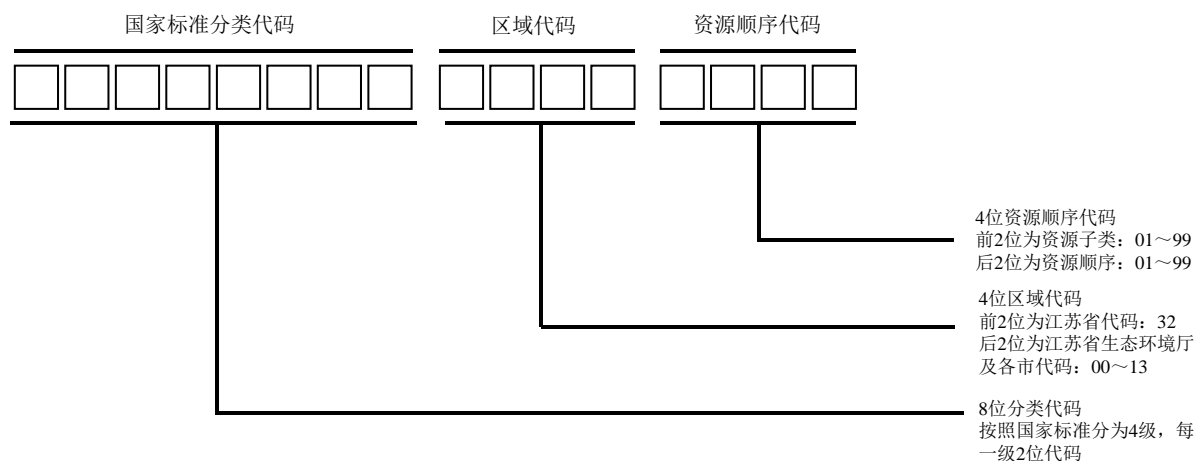 国家标准分类代码
区域代码
资源顺序代码
4位资源顺序代码
前2位为资源子类：01～99
后2位为资源顺序：01～99
4位区域代码
前2位为江苏省代码：32
后2位为江苏省生态环境厅
及各市代码：00～13
8位分类代码
按照国家标准分为4级，每
一级2位代码